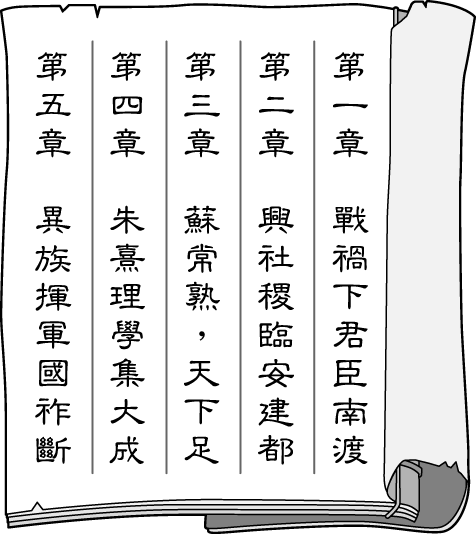 第一章 戰禍下君臣南渡
第二章 興社稷臨安建都
第三章 蘇常熟，天下足
第四章 朱熹理學集大成
第五章 異族揮軍國祚斷